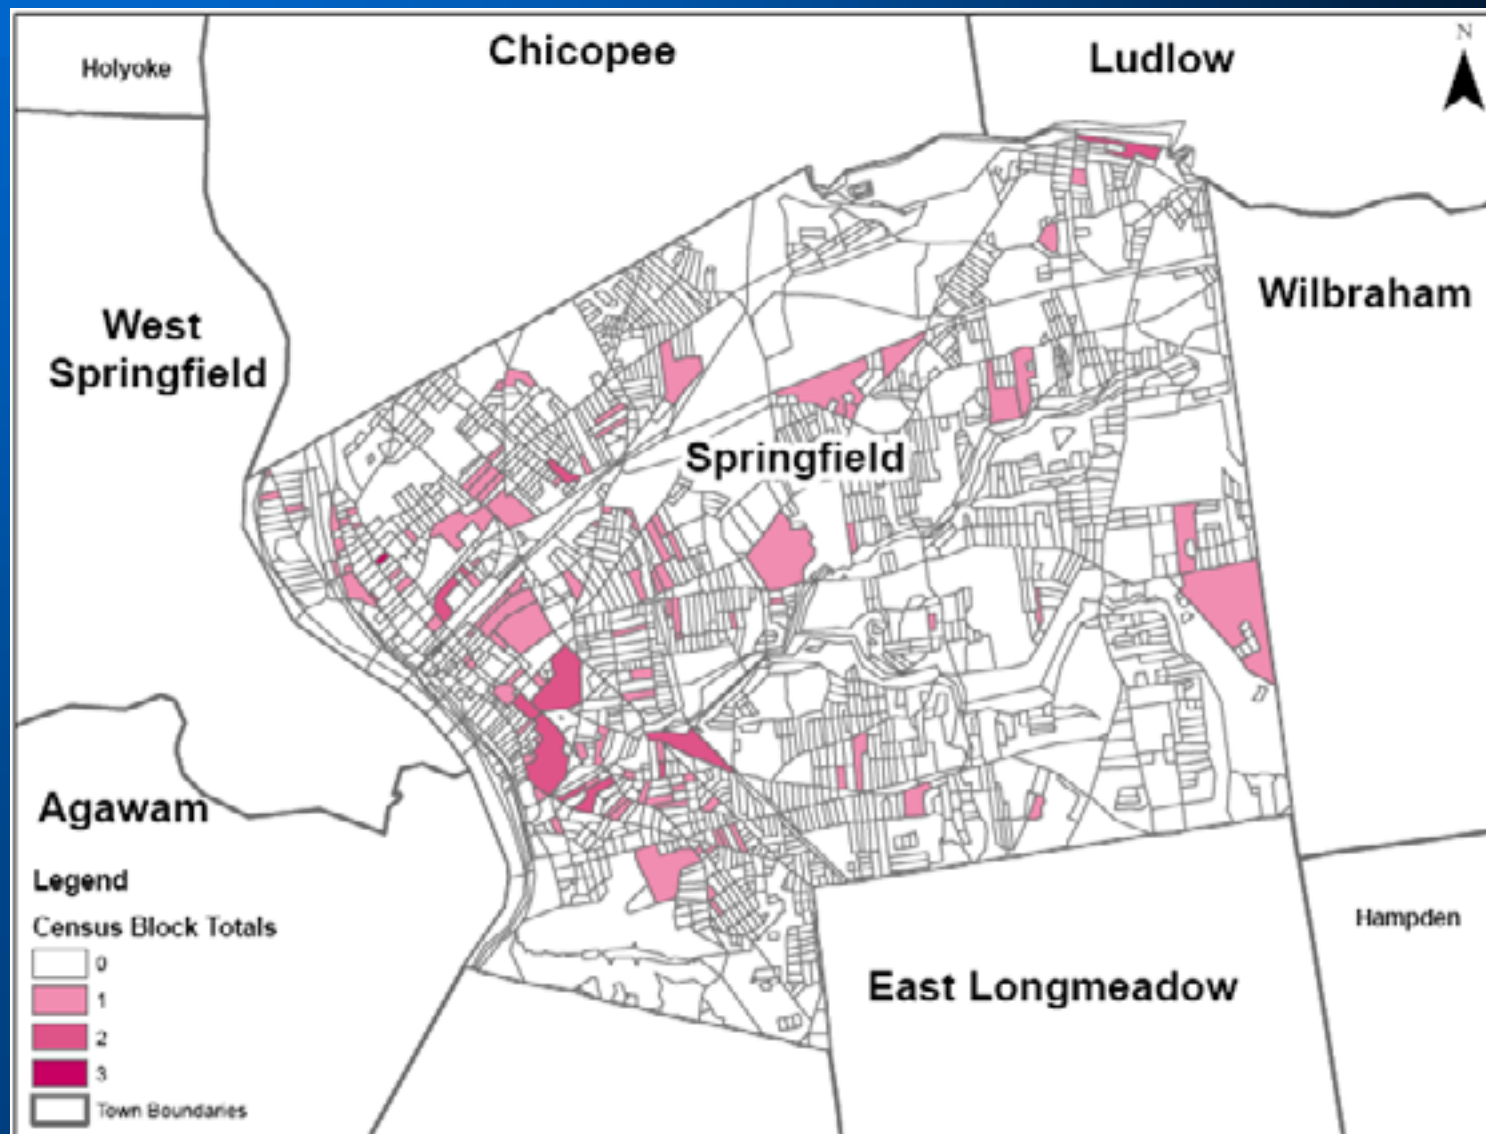 N
Chicopee
Ludlow
Holyoke
Wilbraham
West
Springfield
Springfield
Agawam
Legend
Census Block Totals
0
1
2
3
Town Boundaries
Hampden
East Longmeadow